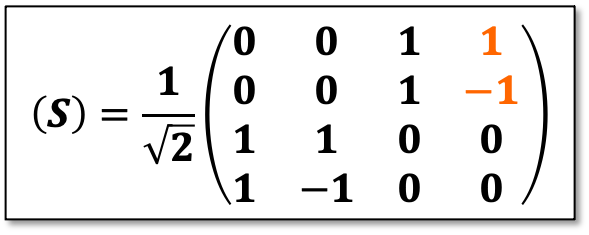 (S) = 1/√2
0 0 1 1
0 0 1 −1
1 1 0 0
1 −1 0 0